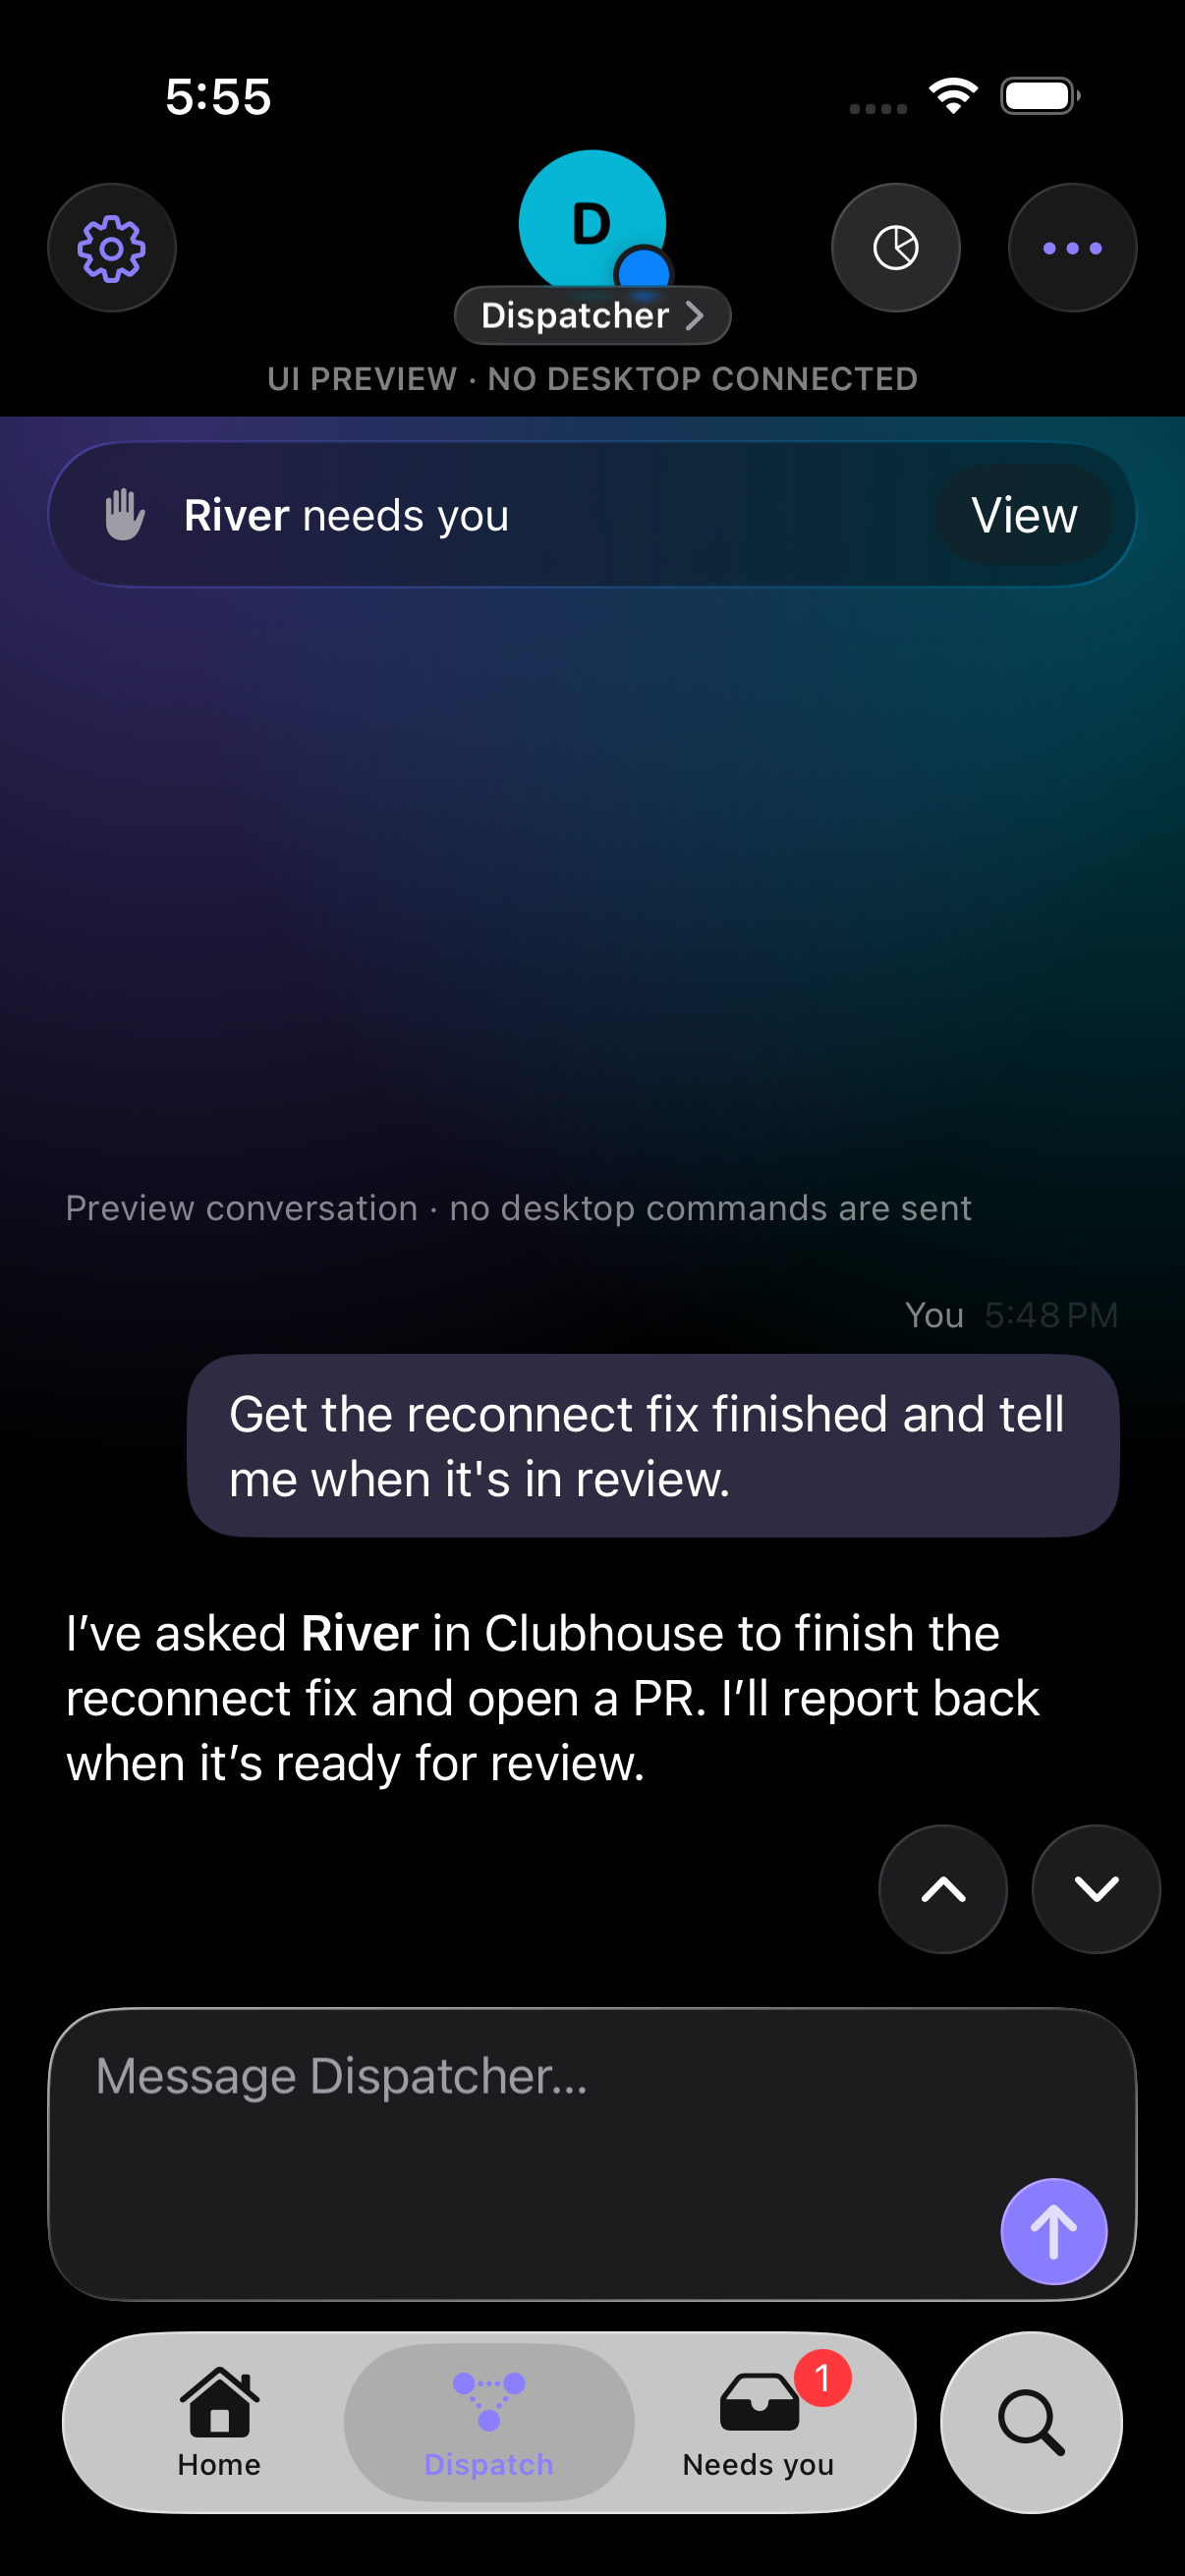 5:55
D
Dispatcher
UI PREVIEW · NO DESKTOP CONNECTED
River needs you
View
Preview conversation · no desktop commands are sent
You 5:48 PM
Get the reconnect fix finished and tell
me when it's in review.
I’ve asked River in Clubhouse to finish the
reconnect fix and open a PR. I’ll report back
when it’s ready for review.
Message Dispatcher...
1
Home
Dispatch
Needs you